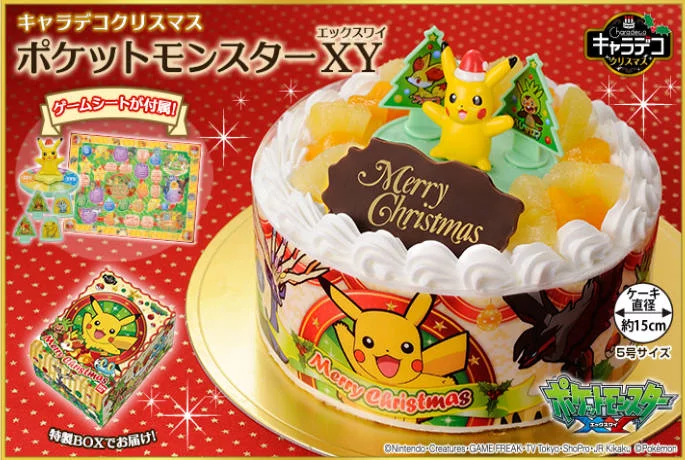 キャラデコクリスマス
エックスワイ
ポケットモンスターXY
Charadeco
キャラデコ
クリスマス
ゲームシートが付属!
Merry
Christmas
Merry Christmas
Merry Christmas
特製BOXでお届け!
ケーキ
直径
約15cm
5号サイズ
ポケットモンスター
XY
エックスワイ
©Nintendo・Creatures・GAME FREAK・TV Tokyo・ShoPro・JR Kikaku ©Pokémon